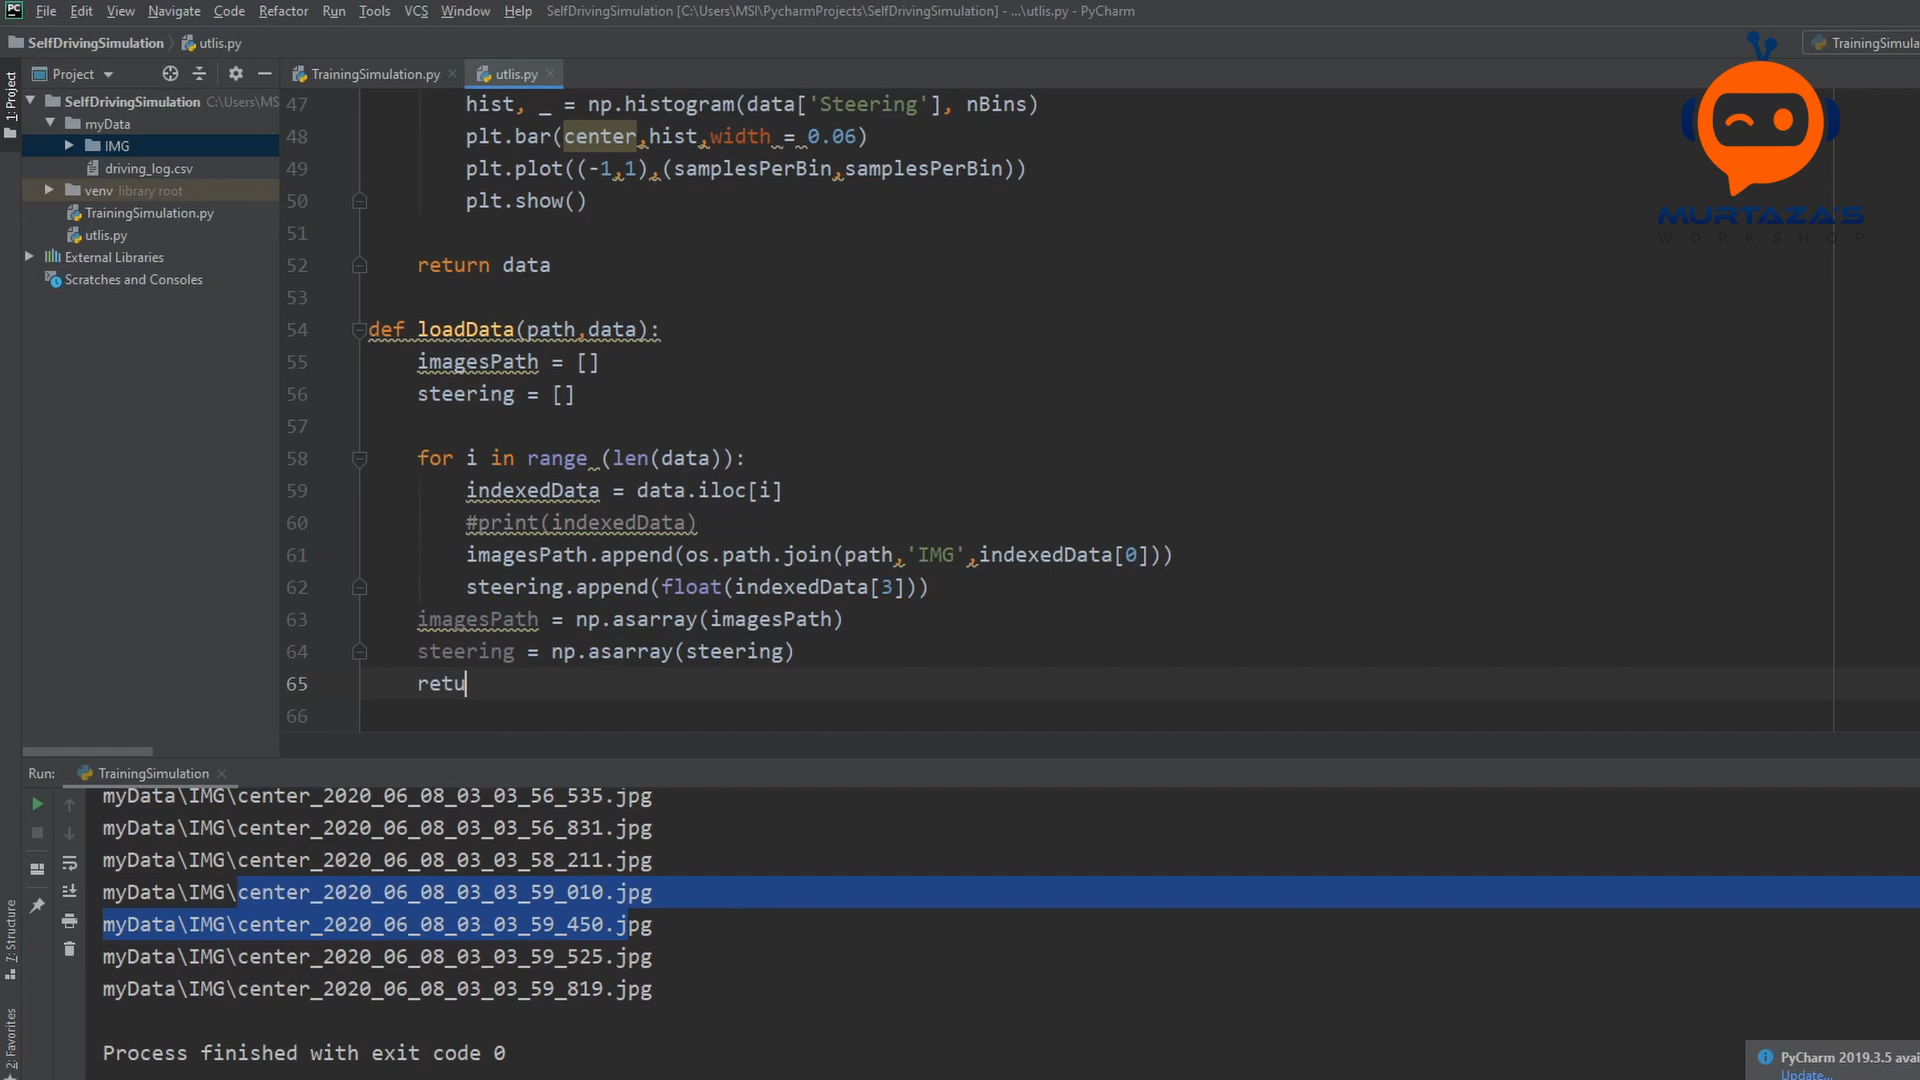 PC File Edit View Navigate Code Refactor Run Tools VCS Window Help SelfDrivingSimulation [C:\Users\MSI\PycharmProjects\SelfDrivingSimulation] - ...\utlis.py - PyCharm
SelfDrivingSimulation utlis.py TrainingSimula
1: Project
Project
TrainingSimulation.py utlis.py
SelfDrivingSimulation C:\Users\MS
myData
IMG
driving_log.csv
venv library root
TrainingSimulation.py
utlis.py
External Libraries
Scratches and Consoles
47 hist, _ = np.histogram(data['Steering'], nBins)
48 plt.bar(center,hist,width = 0.06)
49 plt.plot((-1,1),(samplesPerBin,samplesPerBin))
50 plt.show()
51
52 return data
53
54 def loadData(path,data):
55 imagesPath = []
56 steering = []
57
58 for i in range (len(data)):
59 indexedData = data.iloc[i]
60 #print(indexedData)
61 imagesPath.append(os.path.join(path,'IMG',indexedData[0]))
62 steering.append(float(indexedData[3]))
63 imagesPath = np.asarray(imagesPath)
64 steering = np.asarray(steering)
65 retu
66
MURTAZA'S
WORKSHOP
Run: TrainingSimulation
myData\IMG\center_2020_06_08_03_03_56_535.jpg
myData\IMG\center_2020_06_08_03_03_56_831.jpg
myData\IMG\center_2020_06_08_03_03_58_211.jpg
myData\IMG\center_2020_06_08_03_03_59_010.jpg
myData\IMG\center_2020_06_08_03_03_59_450.jpg
myData\IMG\center_2020_06_08_03_03_59_525.jpg
myData\IMG\center_2020_06_08_03_03_59_819.jpg
Process finished with exit code 0
7: Structure
2: Favorites
PyCharm 2019.3.5 avai
Update...